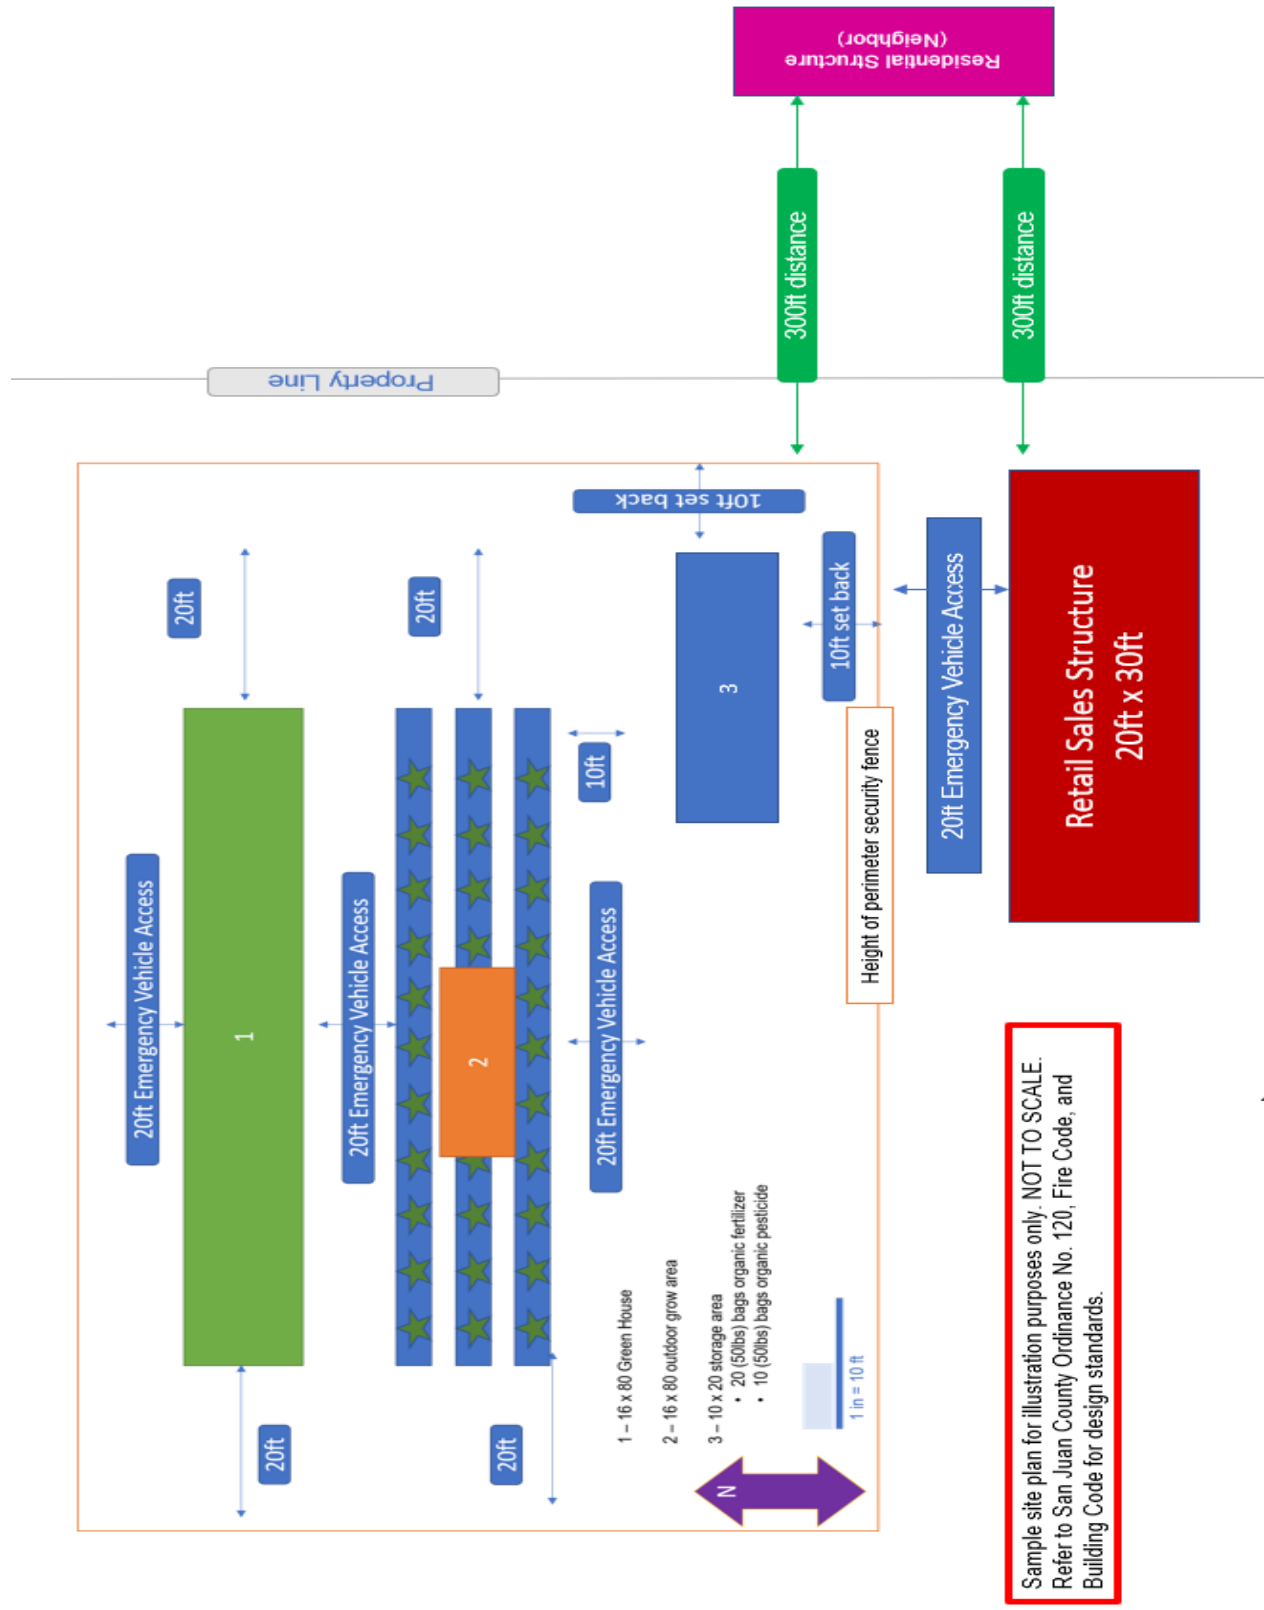 20ft Emergency Vehicle Access
20ft
1
20ft
Property Line
20ft Emergency Vehicle Access
20ft
2
20ft
10ft
20ft Emergency Vehicle Access
1 – 16 x 80 Green House
2 – 16 x 80 outdoor grow area
3 – 10 x 20 storage area
• 20 (50lbs) bags organic fertilizer
• 10 (50lbs) bags organic pesticide
10ft set back
3
N
1 in = 10 ft
10ft set back
300ft distance
Residential Structure
(Neighbor)
Height of perimeter security fence
20ft Emergency Vehicle Access
300ft distance
Retail Sales Structure
20ft x 30ft
Sample site plan for illustration purposes only. NOT TO SCALE.
Refer to San Juan County Ordinance No. 120, Fire Code, and
Building Code for design standards.